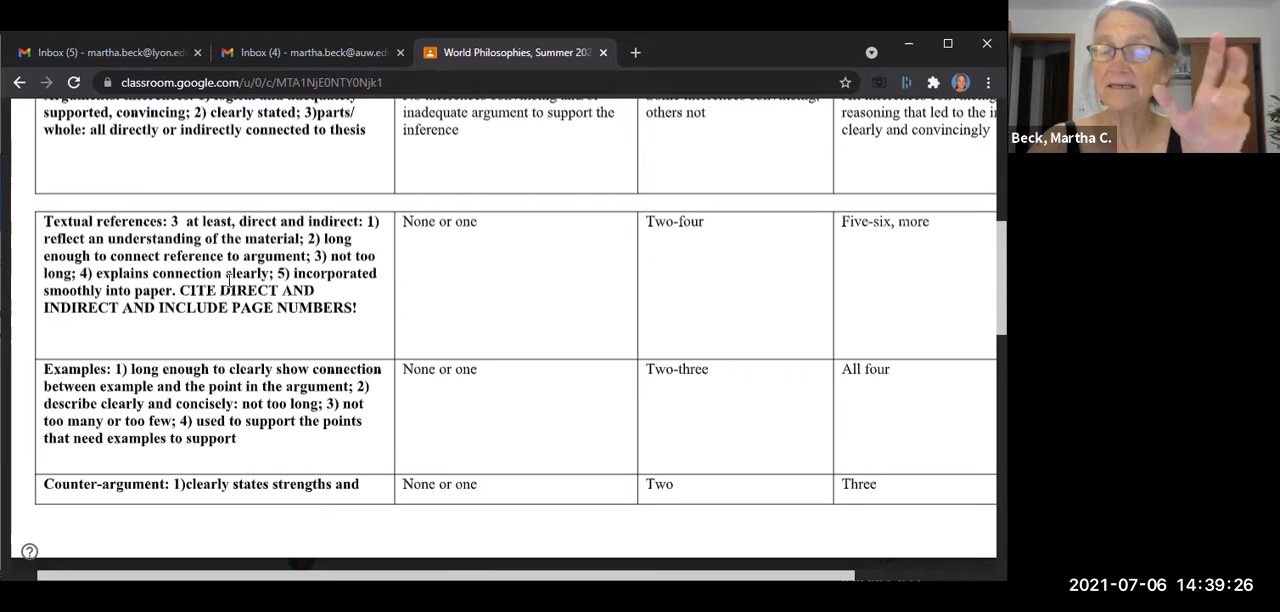 Inbox (5) - martha.beck@lyon.ed
Inbox (4) - martha.beck@auw.ed
World Philosophies, Summer 202
classroom.google.com/u/0/c/MTA1NjE0NTY0Njk1
Beck, Martha C.
supported, convincing; 2) clearly stated; 3)parts/
whole: all directly or indirectly connected to thesis
inadequate argument to support the
inference
others not
reasoning that led to the i
clearly and convincingly
Textual references: 3 at least, direct and indirect: 1)
reflect an understanding of the material; 2) long
enough to connect reference to argument; 3) not too
long; 4) explains connection clearly; 5) incorporated
smoothly into paper. CITE DIRECT AND
INDIRECT AND INCLUDE PAGE NUMBERS!
None or one
Two-four
Five-six, more
Examples: 1) long enough to clearly show connection
between example and the point in the argument; 2)
describe clearly and concisely: not too long; 3) not
too many or too few; 4) used to support the points
that need examples to support
None or one
Two-three
All four
Counter-argument: 1)clearly states strengths and
None or one
Two
Three
2021-07-06 14:39:26